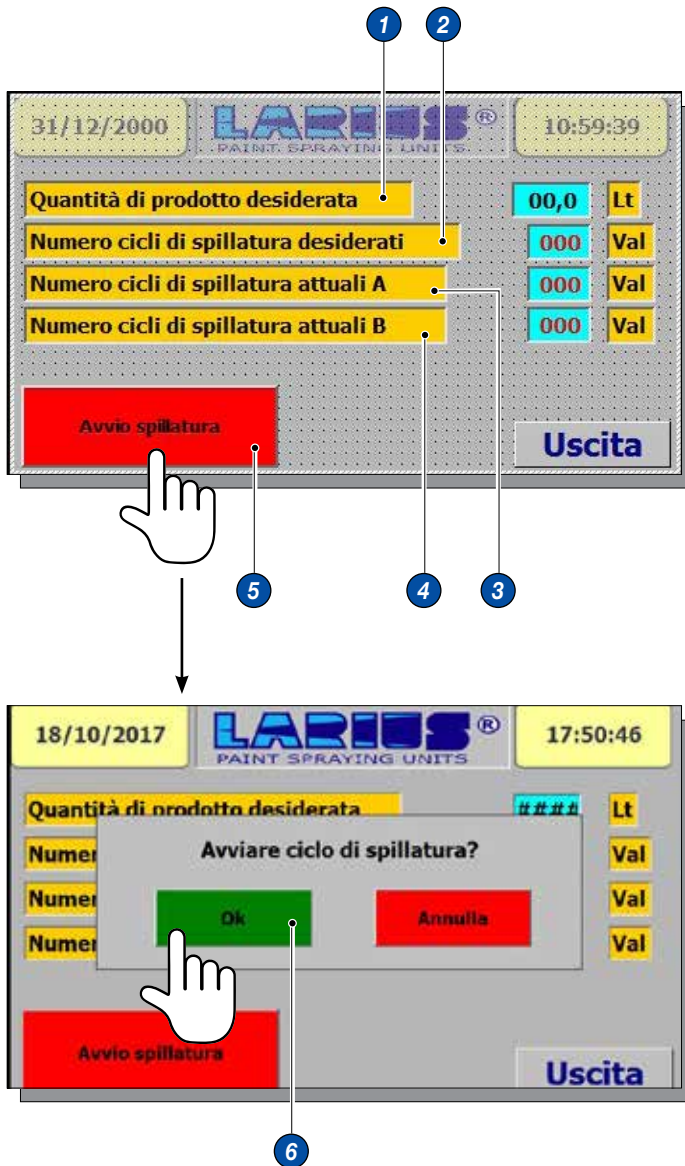 1 2
31/12/2000 LARIUS® 10:59:39
PAINT SPRAYING UNITS
Quantità di prodotto desiderata 00,0 Lt
Numero cicli di spillatura desiderati 000 Val
Numero cicli di spillatura attuali A 000 Val
Numero cicli di spillatura attuali B 000 Val
Avvio spillatura
Uscita
5 4 3
18/10/2017 LARIUS® 17:50:46
PAINT SPRAYING UNITS
Quantità di prodotto desiderata #### Lt
Avviare ciclo di spillatura?
Numer Val
Numer Ok Annulla Val
Numer Val
Avvio spillatura
Uscita
6